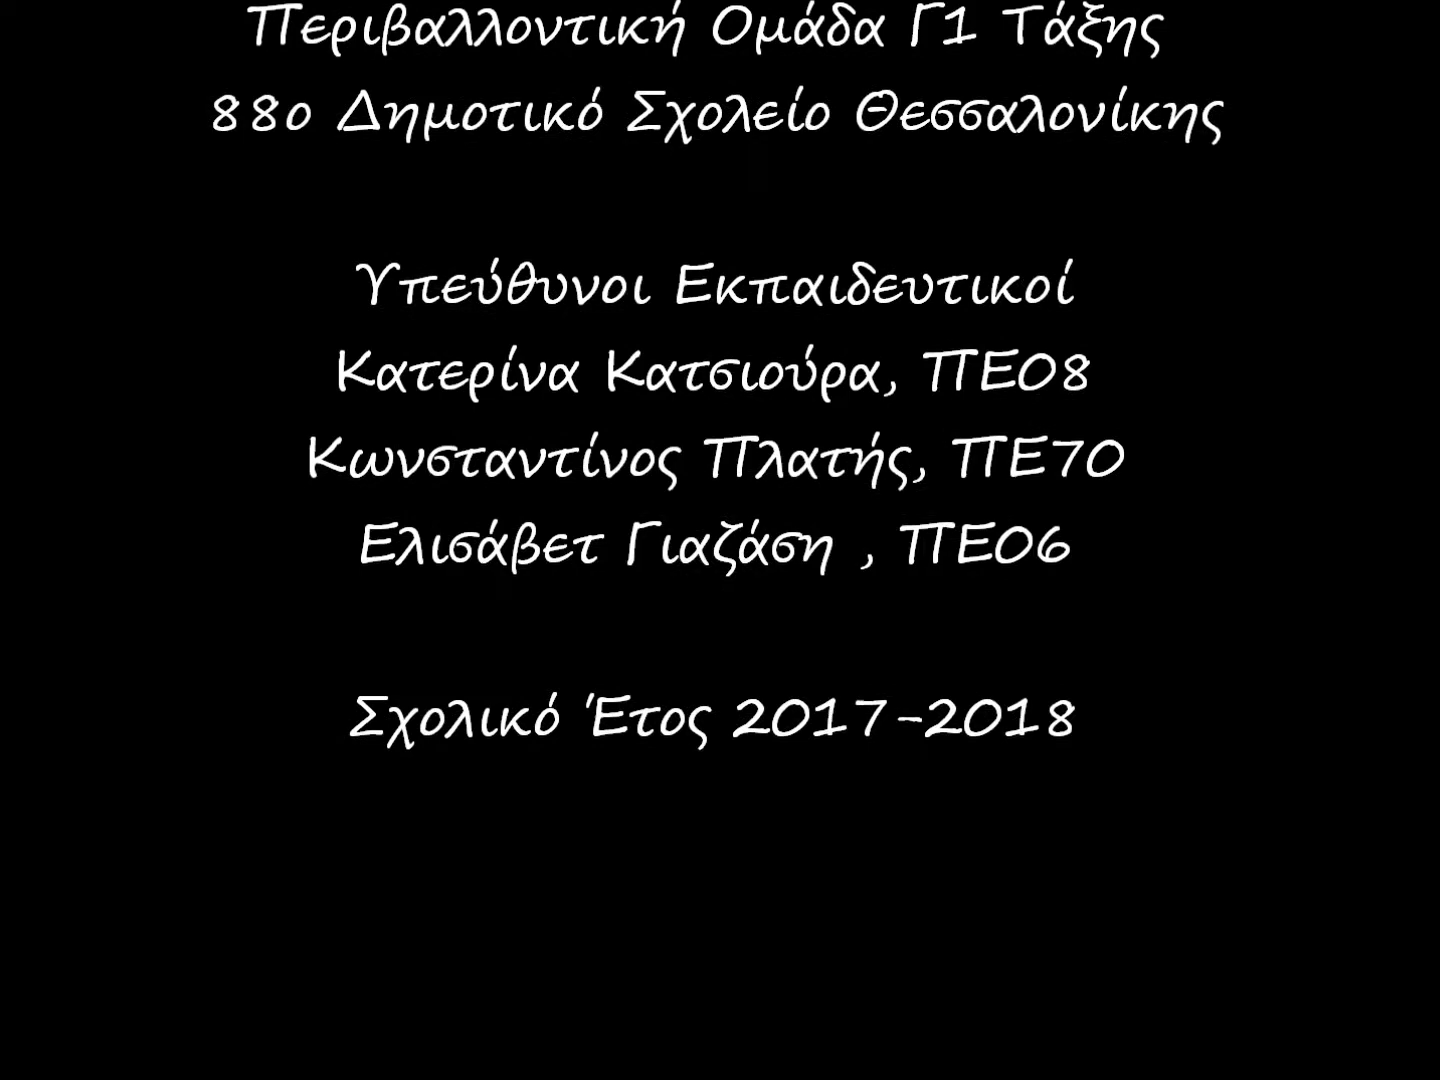 Περιβαλλοντική Ομάδα Γ1 Τάξης
88ο Δημοτικό Σχολείο Θεσσαλονίκης
Υπεύθυνοι Εκπαιδευτικοί
Κατερίνα Κατσιούρα, ΠΕ08
Κωνσταντίνος Πλατής, ΠΕ70
Ελισάβετ Γιαζάση , ΠΕ06
Σχολικό Έτος 2017-2018